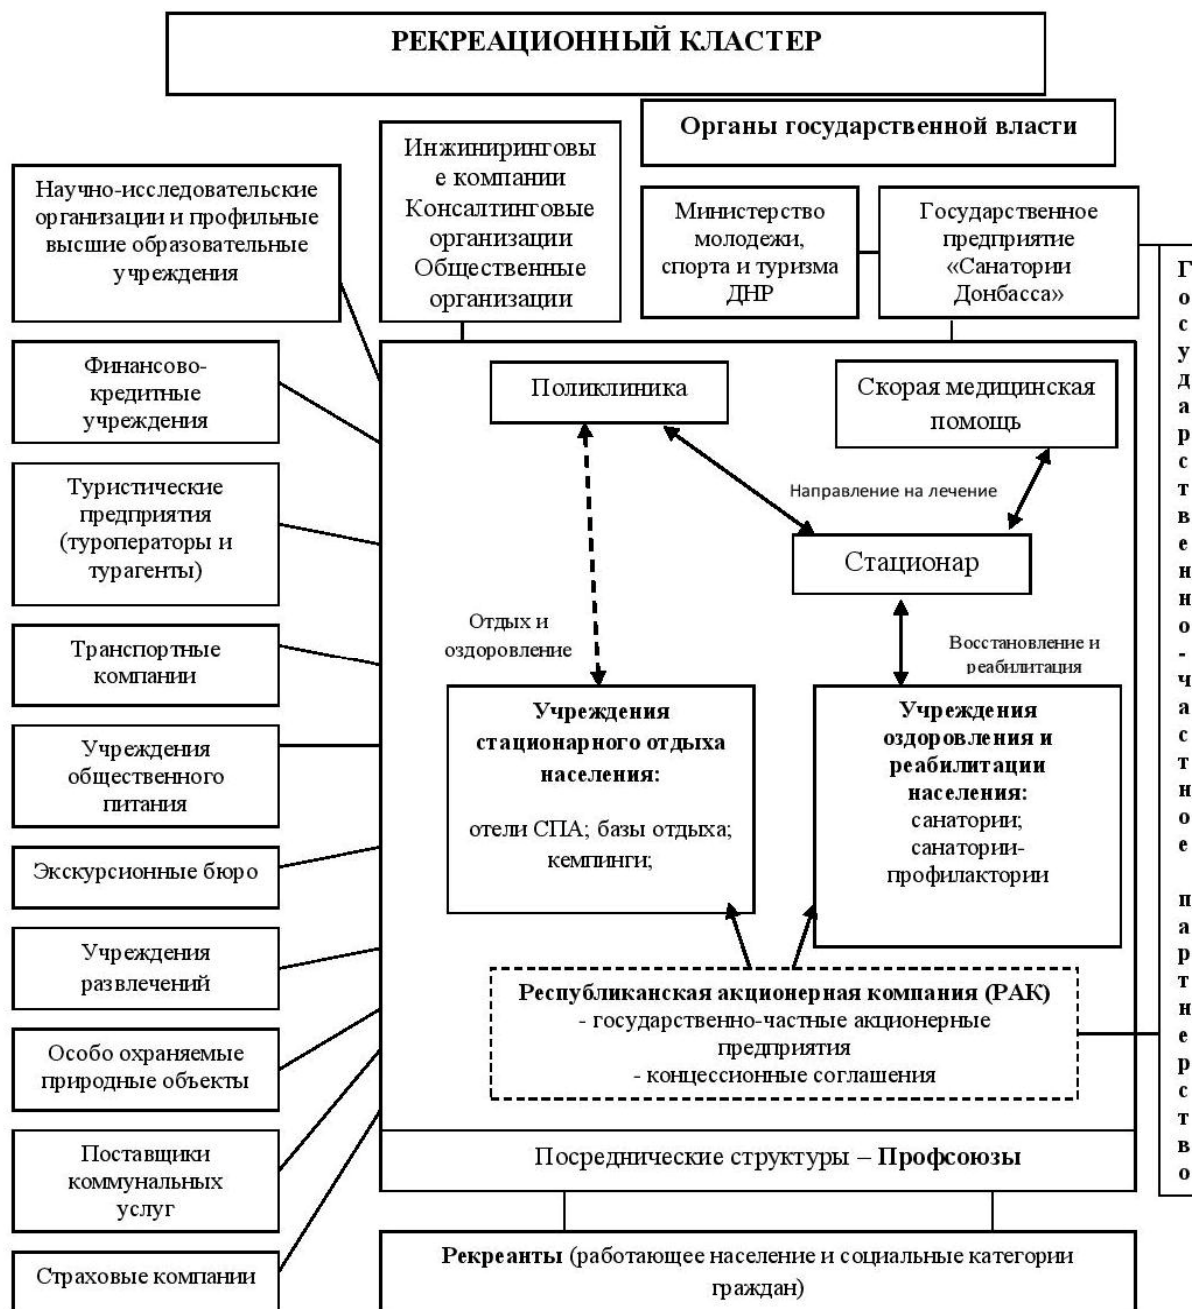 РЕКРЕАЦИОННЫЙ КЛАСТЕР
Органы государственной власти
Инжиниринговы
е компании
Консалтинговые
организации
Общественные
организации
Министерство
молодежи,
спорта и туризма
ДНР
Государственное
предприятие
«Санатории
Донбасса»
Научно-исследовательские
организации и профильные
высшие образовательные
учреждения
Финансово-
кредитные
учреждения
Туристические
предприятия
(туроператоры и
турагенты)
Транспортные
компании
Учреждения
общественного
питания
Экскурсионные бюро
Учреждения
развлечений
Особо охраняемые
природные объекты
Поставщики
коммунальных
услуг
Страховые компании
Поликлиника
Скорая медицинская
помощь
Направление на лечение
Стационар
Отдых и
оздоровление
Восстановление и
реабилитация
Учреждения
стационарного отдыха
населения:
отели СПА; базы отдыха;
кемпинги;
Учреждения
оздоровления и
реабилитации
населения:
санатории;
санатории-
профилактории
Республиканская акционерная компания (РАК)
- государственно-частные акционерные
предприятия
- концессионные соглашения
Посреднические структуры – Профсоюзы
Рекреанты (работающее население и социальные категории
граждан)
Государственно-частное партнерство